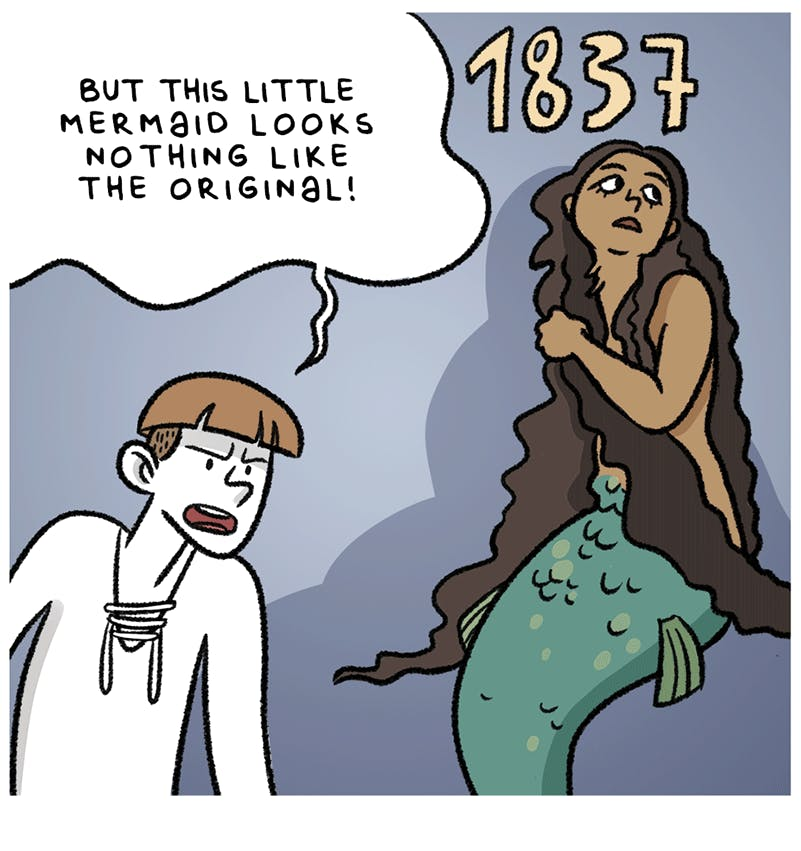 BUT THIS LITTLE
MERMAID LOOKS
NOTHING LIKE
THE ORIGINAL!
1837